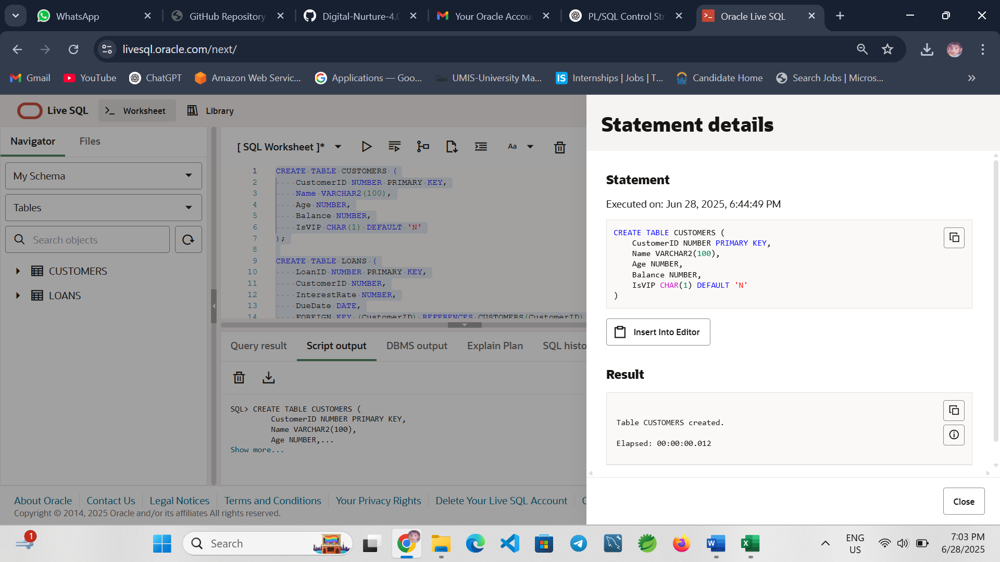 WhatsApp
GitHub Repository
Digital-Nurture-4.0
Your Oracle Accou
PL/SQL Control Str
Oracle Live SQL
livesql.oracle.com/next/
Gmail
YouTube
ChatGPT
Amazon Web Servic...
Applications — Goo...
UMIS-University Ma...
IS
Internships | Jobs | T...
Candidate Home
Search Jobs | Micros...
Live SQL
Worksheet
Library
Navigator
Files
My Schema
Tables
Search objects
CUSTOMERS
LOANS
[ SQL Worksheet ]*
Aa
1 CREATE TABLE CUSTOMERS (
2 CustomerID NUMBER PRIMARY KEY,
3 Name VARCHAR2(100),
4 Age NUMBER,
5 Balance NUMBER,
6 IsVIP CHAR(1) DEFAULT 'N'
7 );
8
9 CREATE TABLE LOANS (
10 LoanID NUMBER PRIMARY KEY,
11 CustomerID NUMBER,
12 InterestRate NUMBER,
13 DueDate DATE,
14 FOREIGN KEY (CustomerID) REFERENCES CUSTOMERS(CustomerID)
Query result
Script output
DBMS output
Explain Plan
SQL histo
SQL> CREATE TABLE CUSTOMERS (
CustomerID NUMBER PRIMARY KEY,
Name VARCHAR2(100),
Age NUMBER,...
Show more...
Statement details
Statement
Executed on: Jun 28, 2025, 6:44:49 PM
CREATE TABLE CUSTOMERS (
CustomerID NUMBER PRIMARY KEY,
Name VARCHAR2(100),
Age NUMBER,
Balance NUMBER,
IsVIP CHAR(1) DEFAULT 'N'
)
Insert Into Editor
Result
Table CUSTOMERS created.
Elapsed: 00:00:00.012
Close
About Oracle
Contact Us
Legal Notices
Terms and Conditions
Your Privacy Rights
Delete Your Live SQL Account
Copyright © 2014, 2025 Oracle and/or its affiliates All rights reserved.
1
Search
ENG
US
7:03 PM
6/28/2025